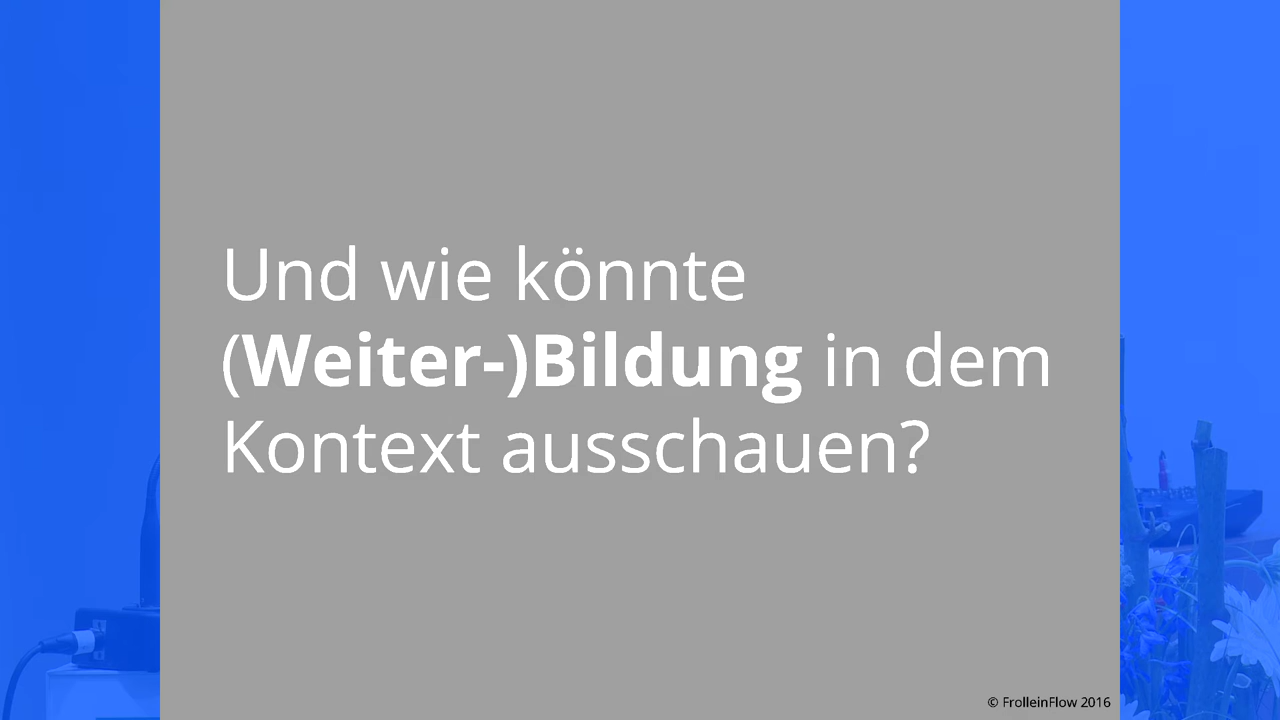 Und wie könnte
(Weiter-)Bildung in dem
Kontext ausschauen?
© FrolleinFlow 2016